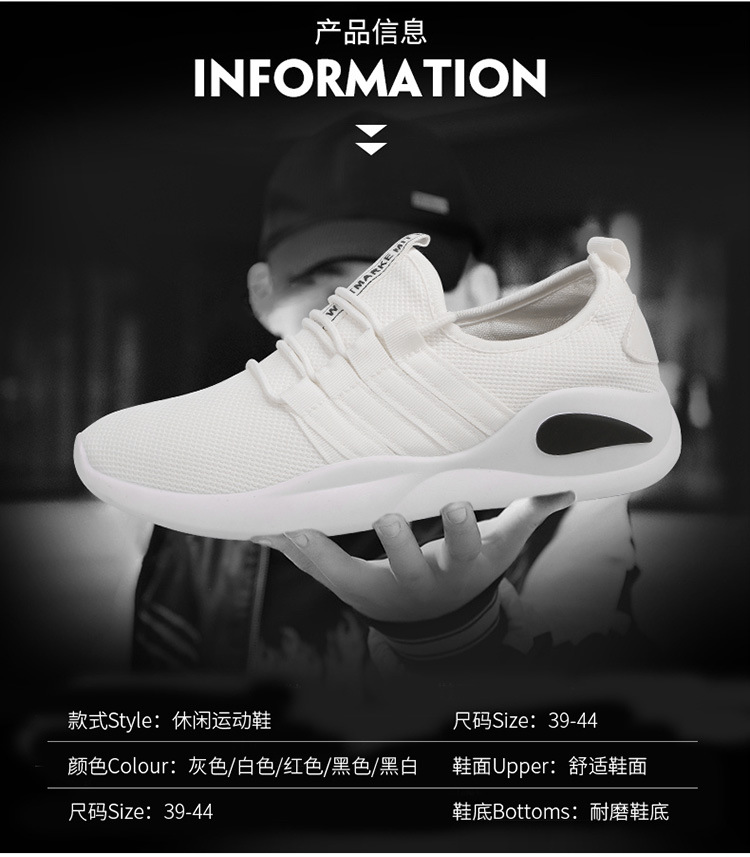 产品信息
INFORMATION
MARKE MIT
款式Style：休闲运动鞋 尺码Size：39-44
颜色Colour：灰色/白色/红色/黑色/黑白 鞋面Upper：舒适鞋面
尺码Size：39-44 鞋底Bottoms：耐磨鞋底